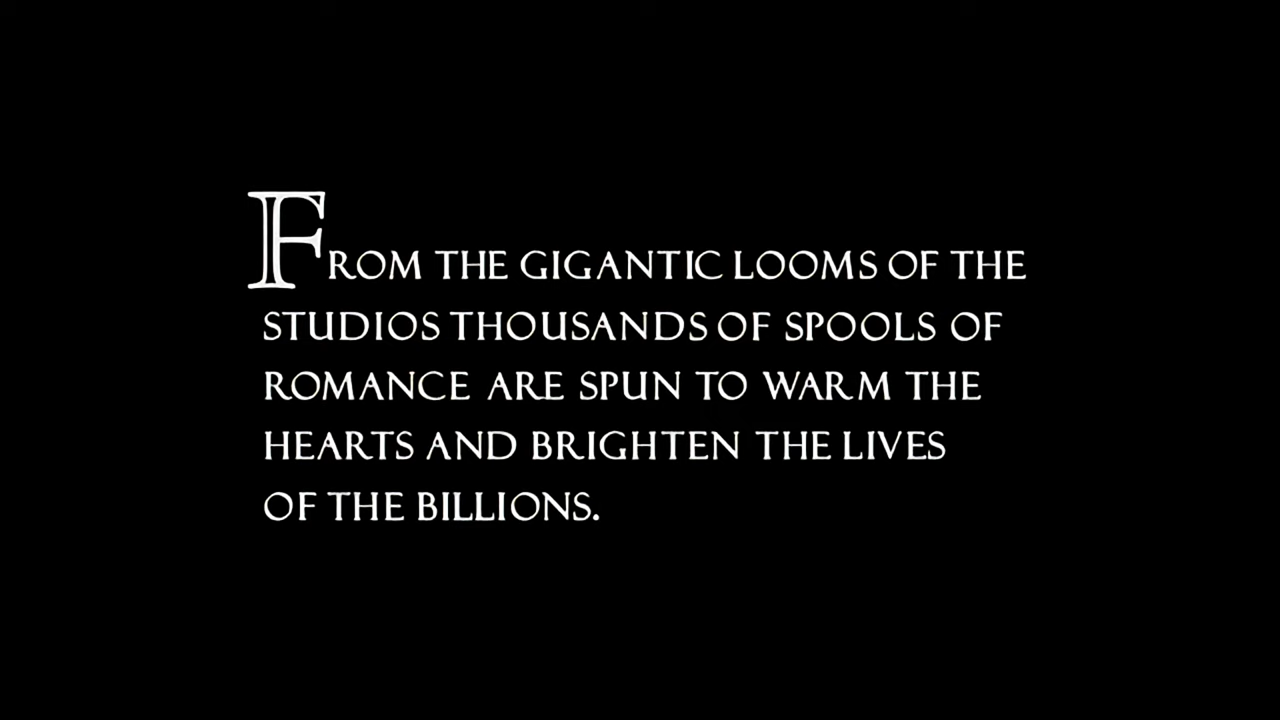 FROM THE GIGANTIC LOOMS OF THE
STUDIOS THOUSANDS OF SPOOLS OF
ROMANCE ARE SPUN TO WARM THE
HEARTS AND BRIGHTEN THE LIVES
OF THE BILLIONS.